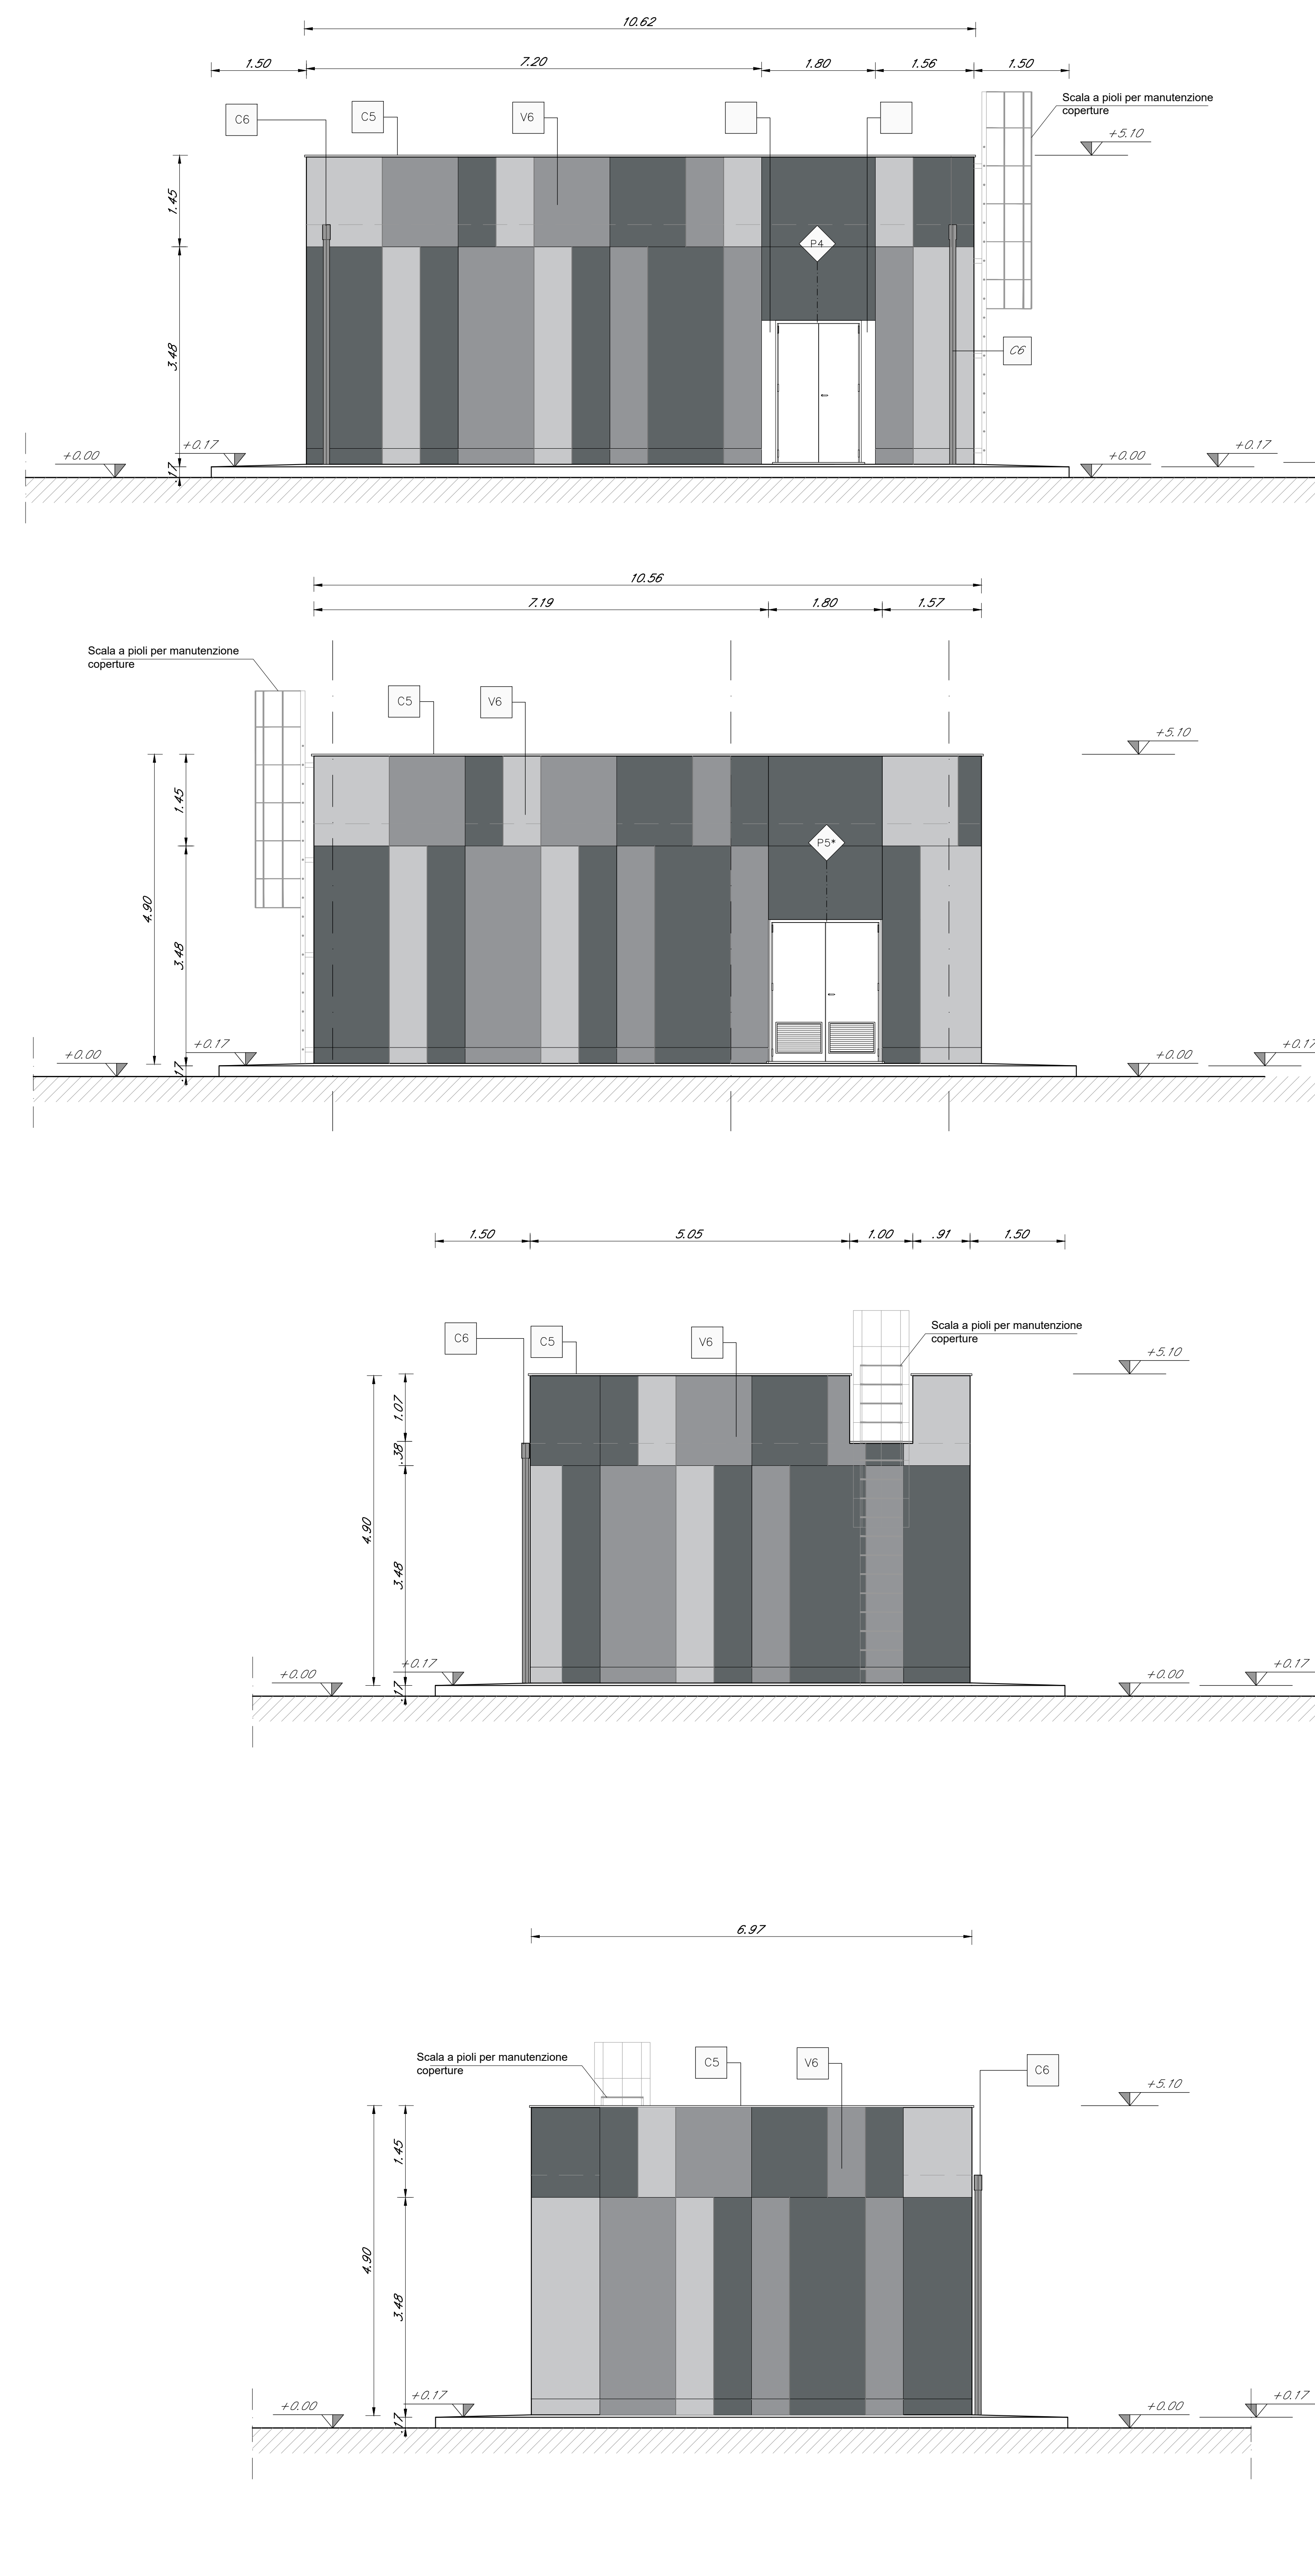 10.62
1.50 7.20 1.80 1.56 1.50
Scala a pioli per manutenzione
coperture
C6 C5 V6
+5.10
1.45
P4
3.48
C6
+0.00 +0.17 .17 +0.00 +0.17
10.56
7.19 1.80 1.57
Scala a pioli per manutenzione
coperture
C5 V6
+5.10
1.45
P5*
4.90
3.48
+0.00 +0.17 .17 +0.00 +0.17
1.50 5.05 1.00 .91 1.50
Scala a pioli per manutenzione
coperture
C6 C5 V6
+5.10
1.07
.38
4.90
3.48
+0.00 +0.17 .17 +0.00 +0.17
6.97
Scala a pioli per manutenzione
coperture
C5 V6 C6
+5.10
1.45
4.90
3.48
+0.00 +0.17 .17 +0.00 +0.17